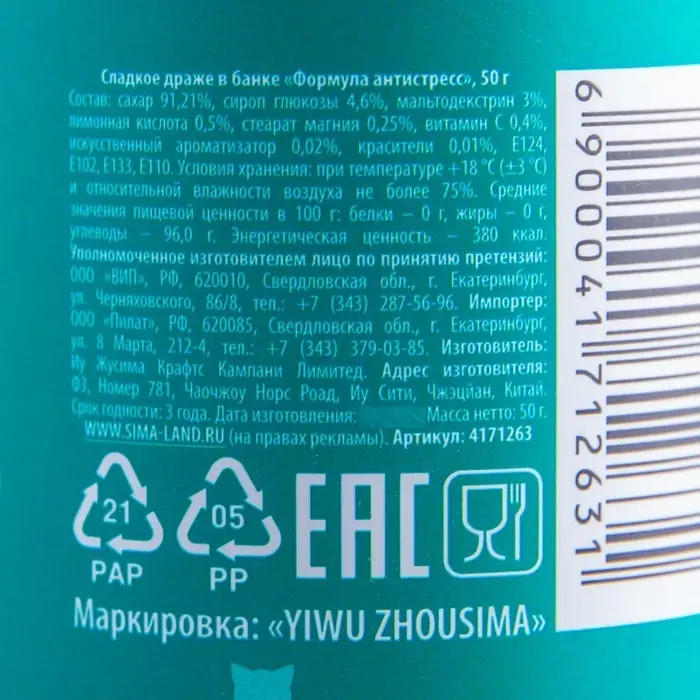 Сладкое драже в банке «Формула антистресс», 50 г
Состав: сахар 91,21%, сироп глюкозы 4,6%, мальтодекстрин 3%,
лимонная кислота 0,5%, стеарат магния 0,25%, витамин С 0,4%,
искусственный ароматизатор 0,02%, красители 0,01%, Е124,
Е102, Е133, Е110. Условия хранения: при температуре +18 °С (±3 °С)
и относительной влажности воздуха не более 75%. Средние
значения пищевой ценности в 100 г: белки – 0 г, жиры – 0 г,
углеводы – 96,0 г. Энергетическая ценность – 380 ккал.
Уполномоченное изготовителем лицо по принятию претензий:
ООО «ВИП», РФ, 620010, Свердловская обл., г. Екатеринбург,
ул. Черняховского, 86/8, тел.: +7 (343) 287-56-96. Импортер:
ООО «Пилат», РФ, 620085, Свердловская обл., г. Екатеринбург,
ул. 8 Марта, 212-4, тел.: +7 (343) 379-03-85. Изготовитель:
Иу Жусима Крафтс Кампани Лимитед. Адрес изготовителя:
Ф3, Номер 781, Чаочжоу Норс Роад, Иу Сити, Чжэцйан, Китай.
Срок годности: 3 года. Дата изготовления: Масса нетто: 50 г.
WWW.SIMA-LAND.RU (на правах рекламы). Артикул: 4171263
21
PAP
05
PP
EAC
Маркировка: «YIWU ZHOUSIMA»
6 900041 712631